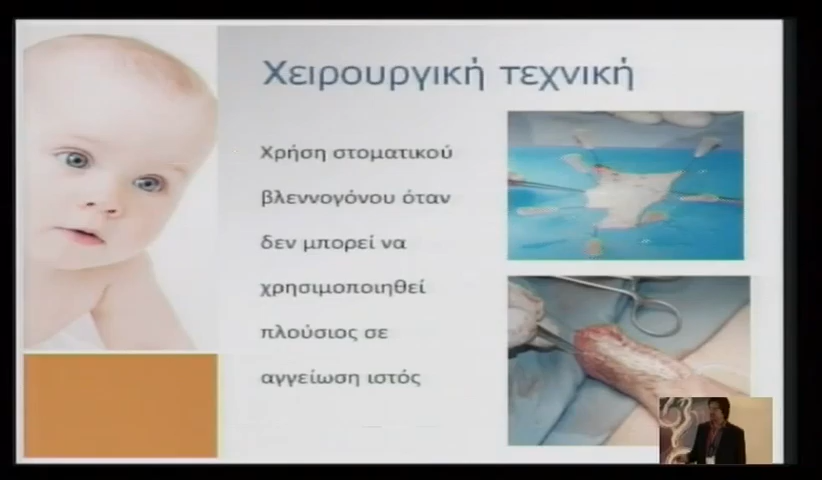 Χειρουργική τεχνική
Χρήση στοματικού
βλεννογόνου όταν
δεν μπορεί να
χρησιμοποιηθεί
πλούσιος σε
αγγείωση ιστός